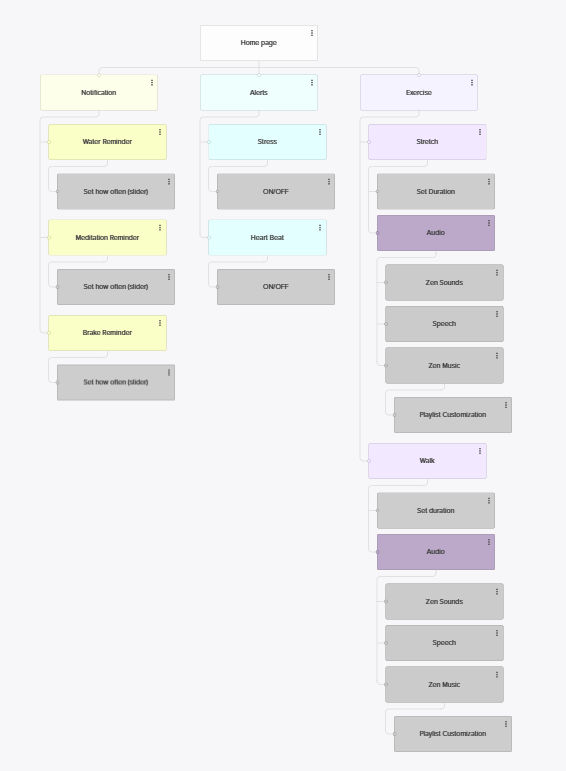 Home page
Notification
Water Reminder
Set how often (slider)
Meditation Reminder
Set how often (slider)
Brake Reminder
Set how often (slider)
Alerts
Stress
ON/OFF
Heart Beat
ON/OFF
Exercise
Stretch
Set Duration
Audio
Zen Sounds
Speech
Zen Music
Playlist Customization
Walk
Set duration
Audio
Zen Sounds
Speech
Zen Music
Playlist Customization